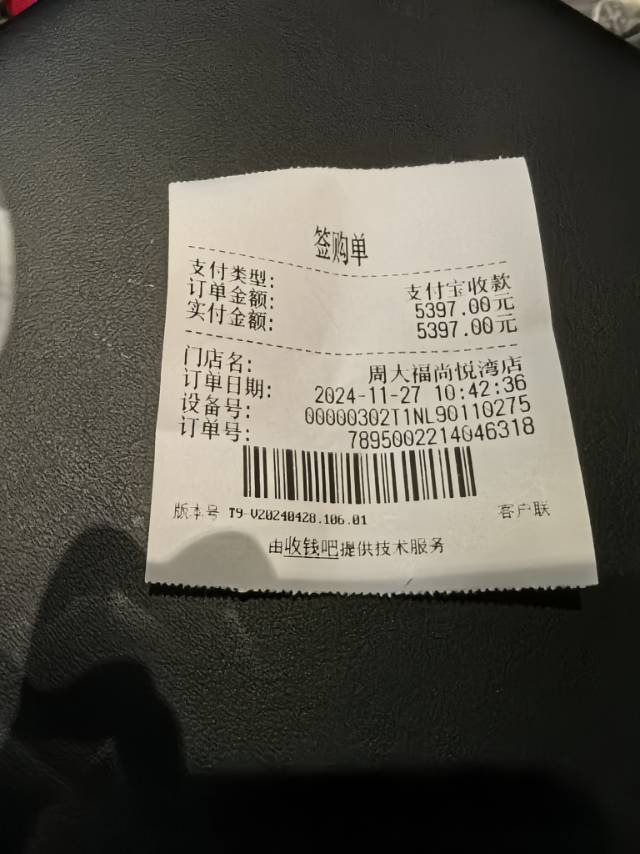 签购单
支付类型: 支付宝收款
订单金额: 5397.00元
实付金额: 5397.00元
门店名: 周大福尚悦湾店
订单日期: 2024-11-27 10:42:36
设备号: 00000302T1NL90110275
订单号: 7895002214046318
版本号 T9-V20240428.106.01 客户联
由收钱吧提供技术服务